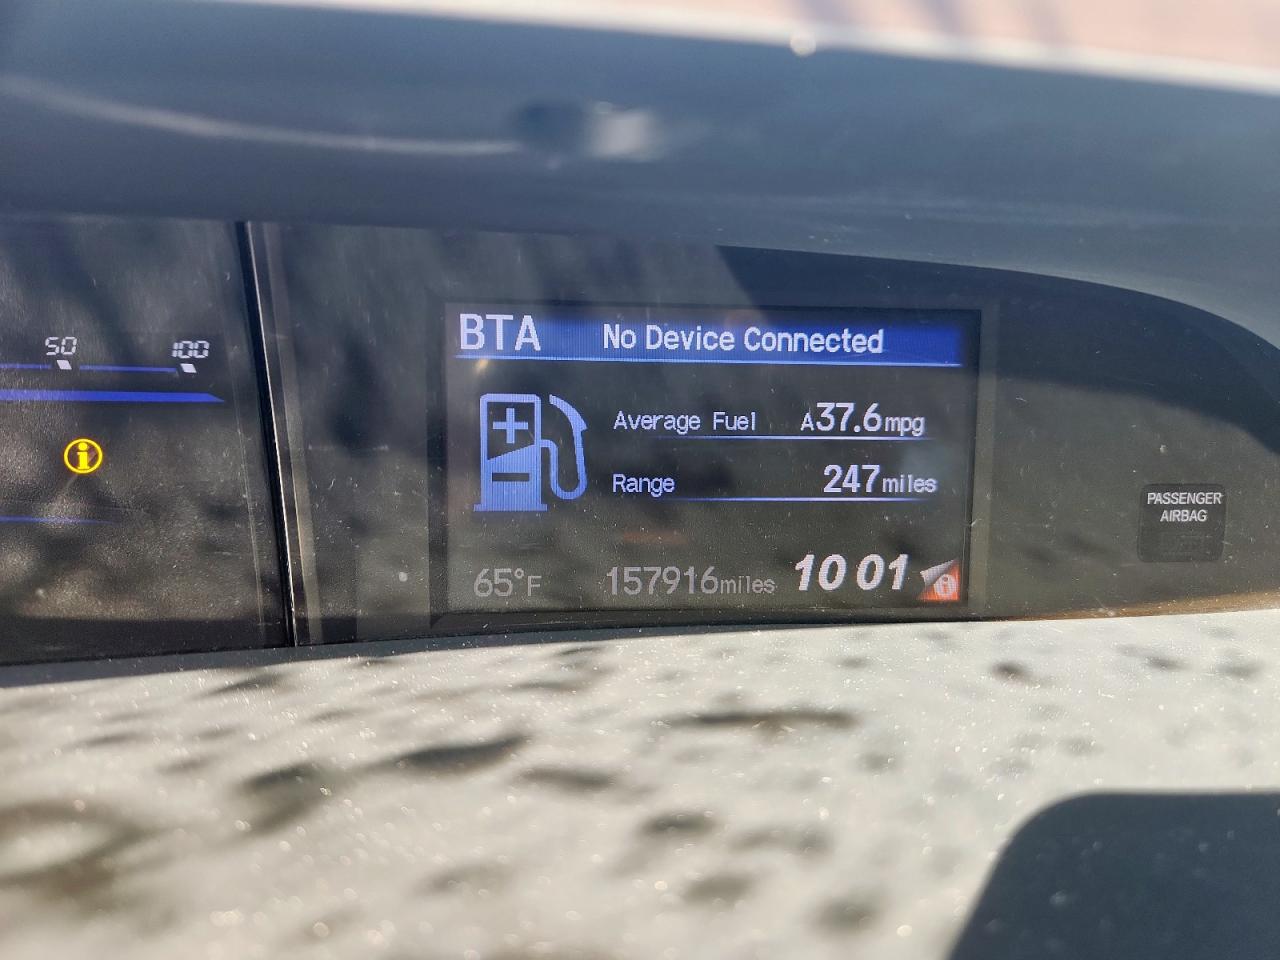 50 100
BTA No Device Connected
Average Fuel A37.6mpg
Range 247miles
65°F 157916miles 10 01
PASSENGER
AIRBAG